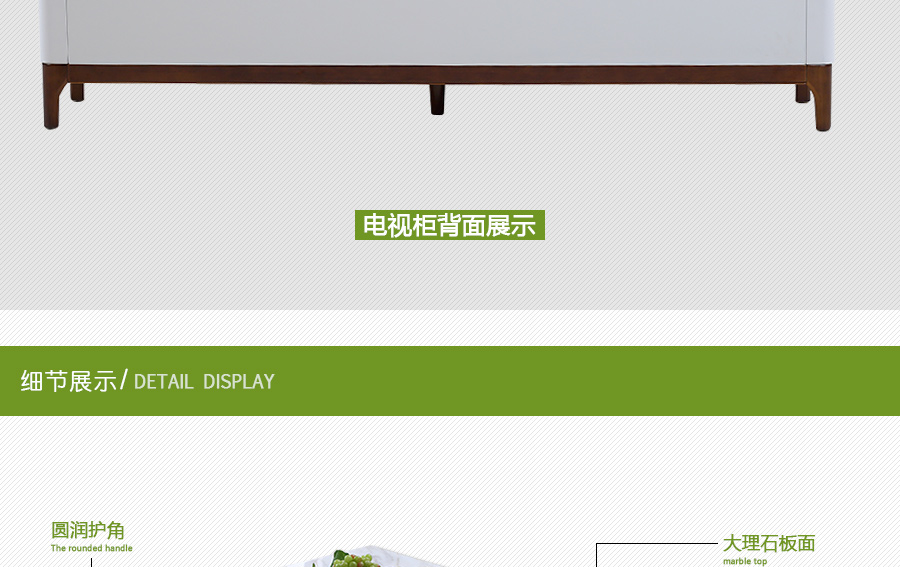 电视柜背面展示
细节展示/ DETAIL DISPLAY
圆润护角
The rounded handle
大理石板面
marble top